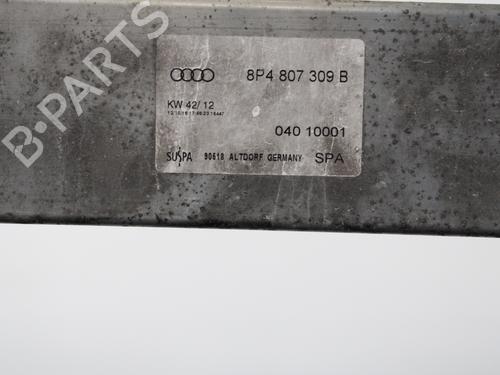 8P4 807 309 B
KW 42/ 12
040 10001
SUSPA 90518 ALTDORF GERMANY SPA
B-PARTS